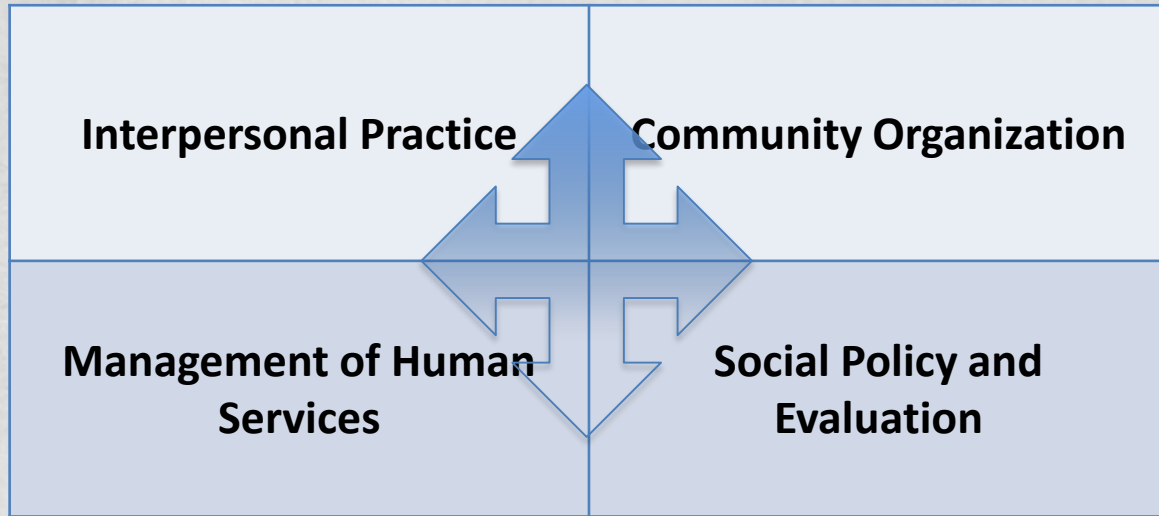 Interpersonal Practice
Community Organization
Management of Human
Services
Social Policy and
Evaluation